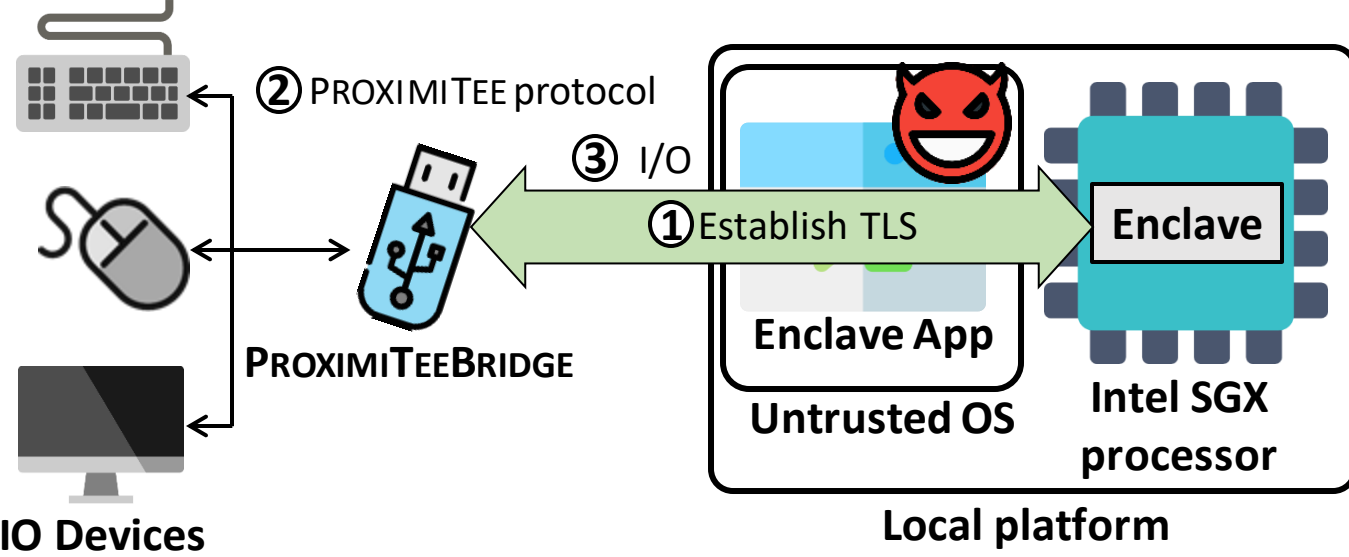 ② PROXIMITEE protocol
③ I/O
① Establish TLS
Enclave
Enclave App
PROXIMITEEBRIDGE
Untrusted OS
Intel SGX
processor
IO Devices
Local platform